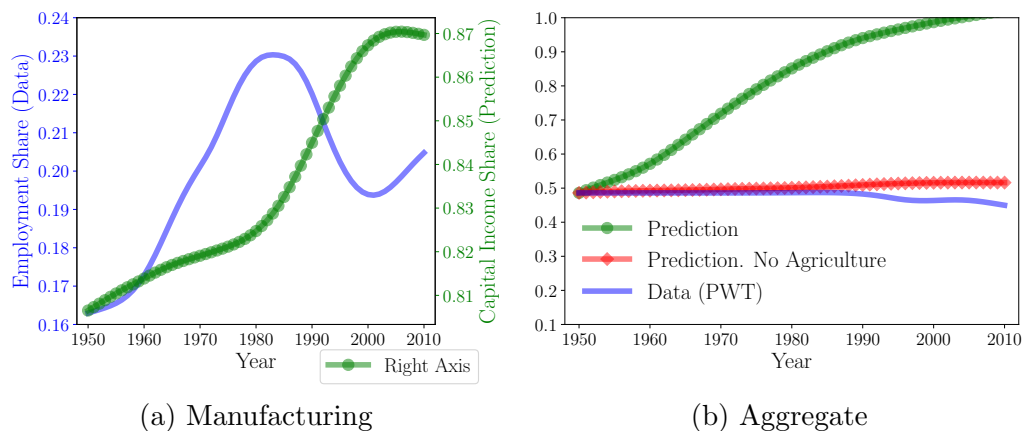 0.24
0.23
0.22
0.21
0.20
0.19
0.18
0.17
0.16
Employment Share (Data)
0.87
0.86
0.85
0.84
0.83
0.82
0.81
Capital Income Share (Prediction)
1950 1960 1970 1980 1990 2000 2010
Year
Right Axis
(a) Manufacturing
1.0
0.9
0.8
0.7
0.6
0.5
0.4
0.3
0.2
0.1
Prediction
Prediction. No Agriculture
Data (PWT)
1950 1960 1970 1980 1990 2000 2010
Year
(b) Aggregate